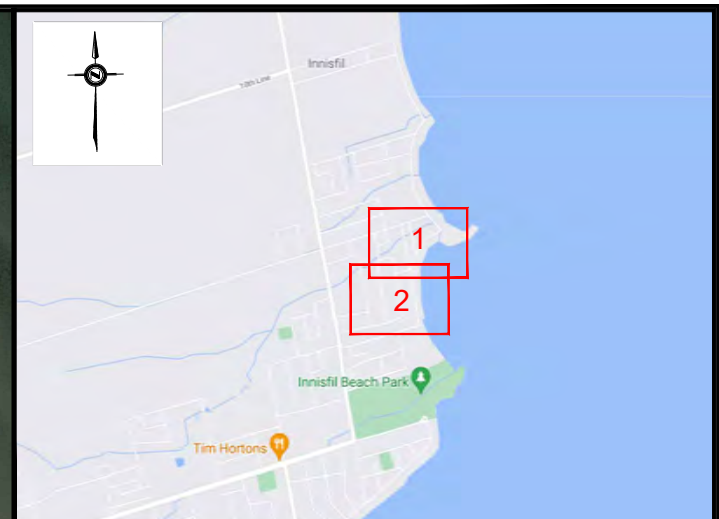 Innisfil
10th Line
1
2
Innisfil Beach Park
Tim Hortons